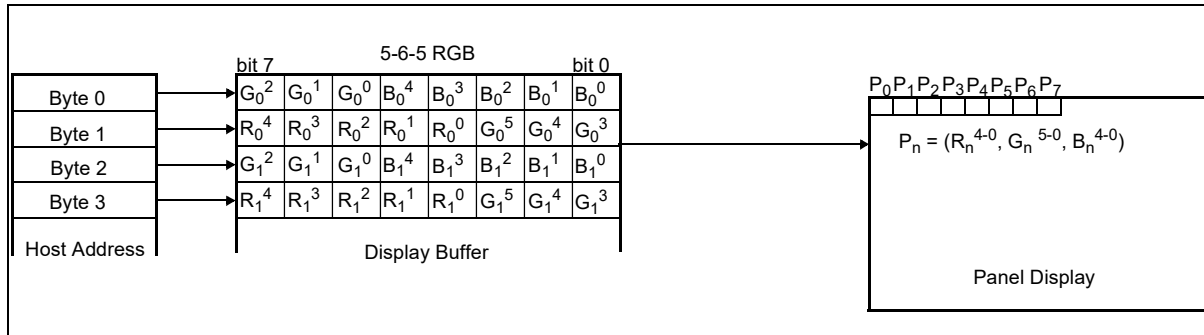 5-6-5 RGB
bit 7 bit 0
Byte 0 G₀² G₀¹ G₀⁰ B₀⁴ B₀³ B₀² B₀¹ B₀⁰
Byte 1 R₀⁴ R₀³ R₀² R₀¹ R₀⁰ G₀⁵ G₀⁴ G₀³
Byte 2 G₁² G₁¹ G₁⁰ B₁⁴ B₁³ B₁² B₁¹ B₁⁰
Byte 3 R₁⁴ R₁³ R₁² R₁¹ R₁⁰ G₁⁵ G₁⁴ G₁³
Host Address
Display Buffer
P₀ P₁ P₂ P₃ P₄ P₅ P₆ P₇
Pₙ = (Rₙ⁴⁻⁰, Gₙ ⁵⁻⁰, Bₙ⁴⁻⁰)
Panel Display